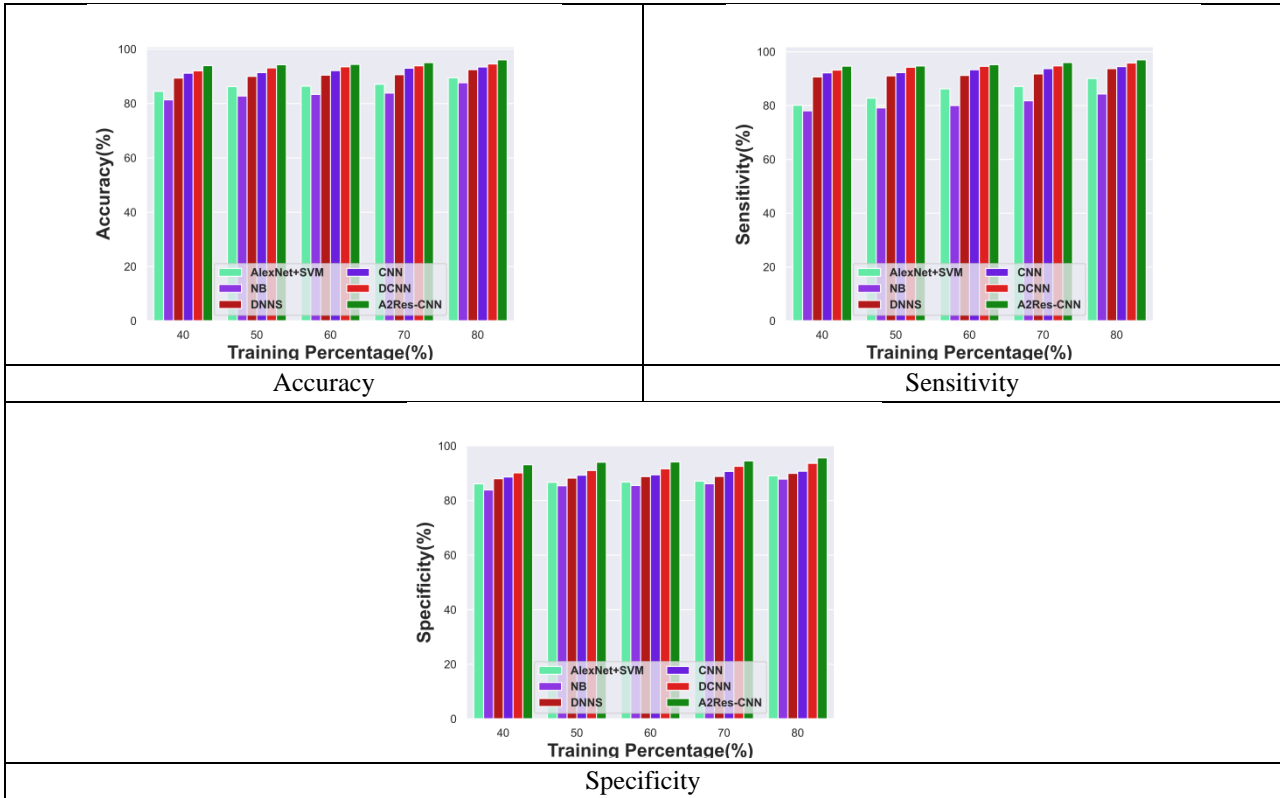 100
80
60
40
20
0
Accuracy(%)
AlexNet+SVM CNN
NB DCNN
DNNS A2Res-CNN
40 50 60 70 80
Training Percentage(%)
Accuracy
100
80
60
40
20
0
Sensitivity(%)
AlexNet+SVM CNN
NB DCNN
DNNS A2Res-CNN
40 50 60 70 80
Training Percentage(%)
Sensitivity
100
80
60
40
20
0
Specificity(%)
AlexNet+SVM CNN
NB DCNN
DNNS A2Res-CNN
40 50 60 70 80
Training Percentage(%)
Specificity